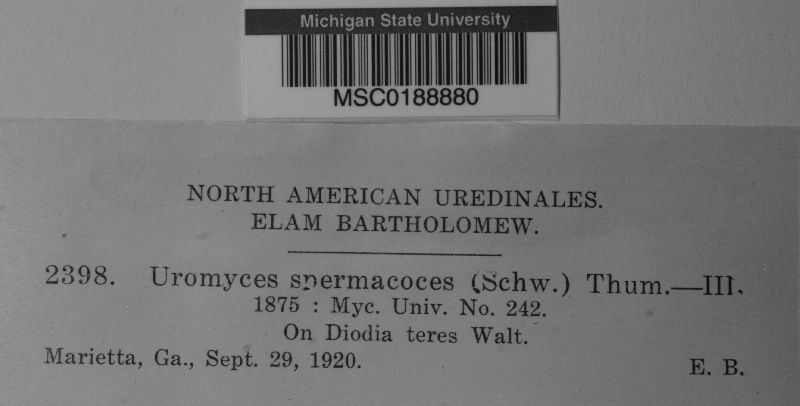 Michigan State University
MSC0188880
NORTH AMERICAN UREDINALES.
ELAM BARTHOLOMEW.
2398. Uromyces spermacoces (Schw.) Thum.—III.
1875 : Myc. Univ. No. 242.
On Diodia teres Walt.
Marietta, Ga., Sept. 29, 1920. E. B.